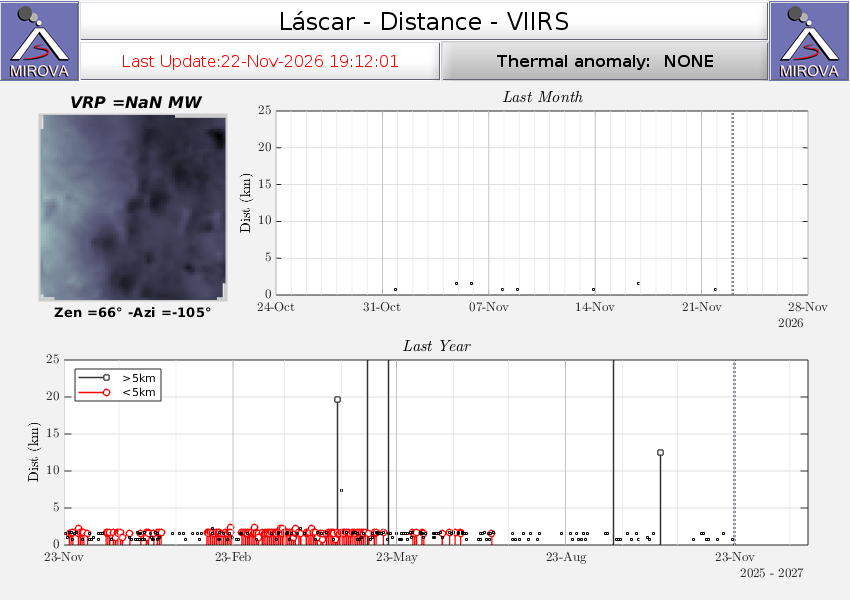 MIROVA
Láscar - Distance - VIIRS
MIROVA
Last Update:22-Nov-2026 19:12:01
Thermal anomaly: NONE
VRP =NaN MW
Zen =66° -Azi =-105°
Last Month
Dist (km)
25
20
15
10
5
0
24-Oct
31-Oct
07-Nov
14-Nov
21-Nov
28-Nov
2026
Last Year
Dist (km)
25
20
15
10
5
0
>5km
<5km
23-Nov
23-Feb
23-May
23-Aug
23-Nov
2025 - 2027